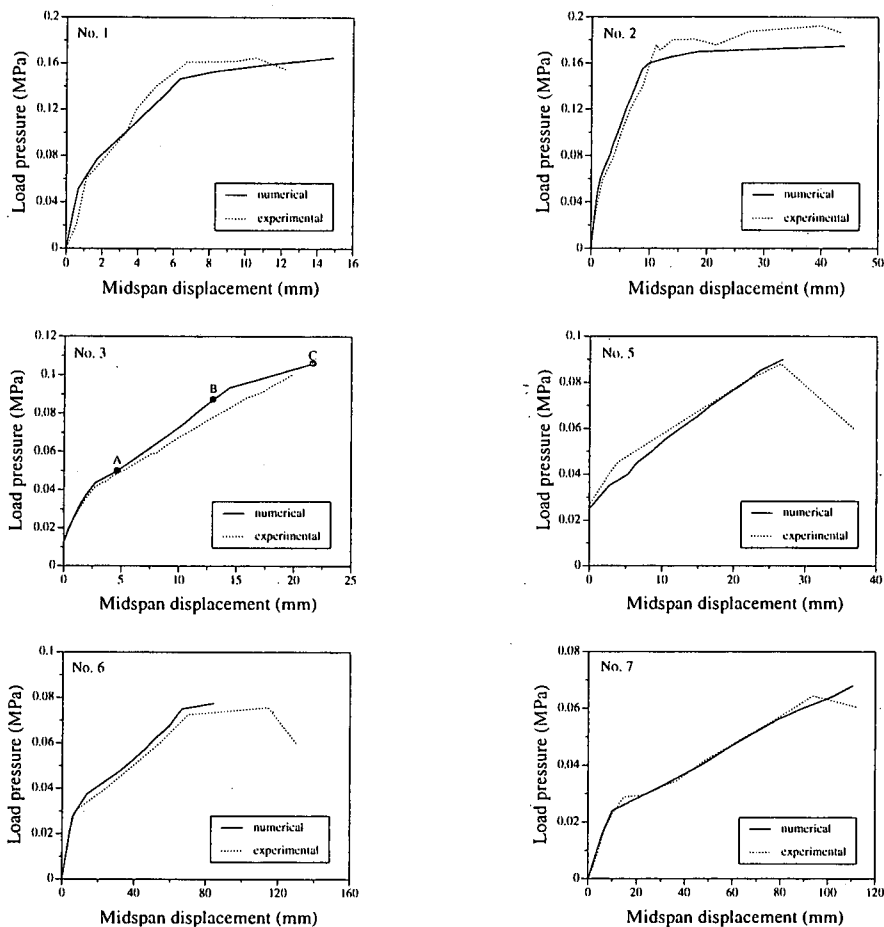 No. 1
Load pressure (MPa)
0.2
0.16
0.12
0.08
0.04
0
0 2 4 6 8 10 12 14 16
numerical
experimental
Midspan displacement (mm)
No. 2
Load pressure (MPa)
0.2
0.16
0.12
0.08
0.04
0
0 10 20 30 40 50
numerical
experimental
Midspan displacement (mm)
No. 3
Load pressure (MPa)
0.12
0.1
0.08
0.06
0.04
0.02
0
0 5 10 15 20 25
A
B
C
numerical
experimental
Midspan displacement (mm)
No. 5
Load pressure (MPa)
0.1
0.08
0.06
0.04
0.02
0
0 10 20 30 40
numerical
experimental
Midspan displacement (mm)
No. 6
Load pressure (MPa)
0.1
0.08
0.06
0.04
0.02
0
0 40 80 120 160
numerical
experimental
Midspan displacement (mm)
No. 7
Load pressure (MPa)
0.08
0.06
0.04
0.02
0
0 20 40 60 80 100 120
numerical
experimental
Midspan displacement (mm)